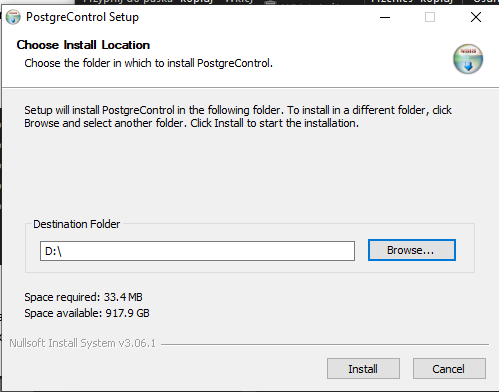 PostgreControl Setup
Choose Install Location
Choose the folder in which to install PostgreControl.
Setup will install PostgreControl in the following folder. To install in a different folder, click
Browse and select another folder. Click Install to start the installation.
Destination Folder
D:\
Browse...
Space required: 33.4 MB
Space available: 917.9 GB
Nullsoft Install System v3.06.1
Install
Cancel